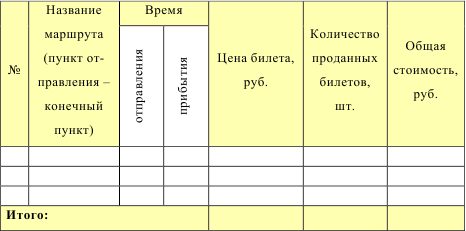 №
Название
маршрута
(пункт от-
правления –
конечный
пункт)
Время
отправления
прибытия
Цена билета,
руб.
Количество
проданных
билетов,
шт.
Общая
стоимость,
руб.
Итого: